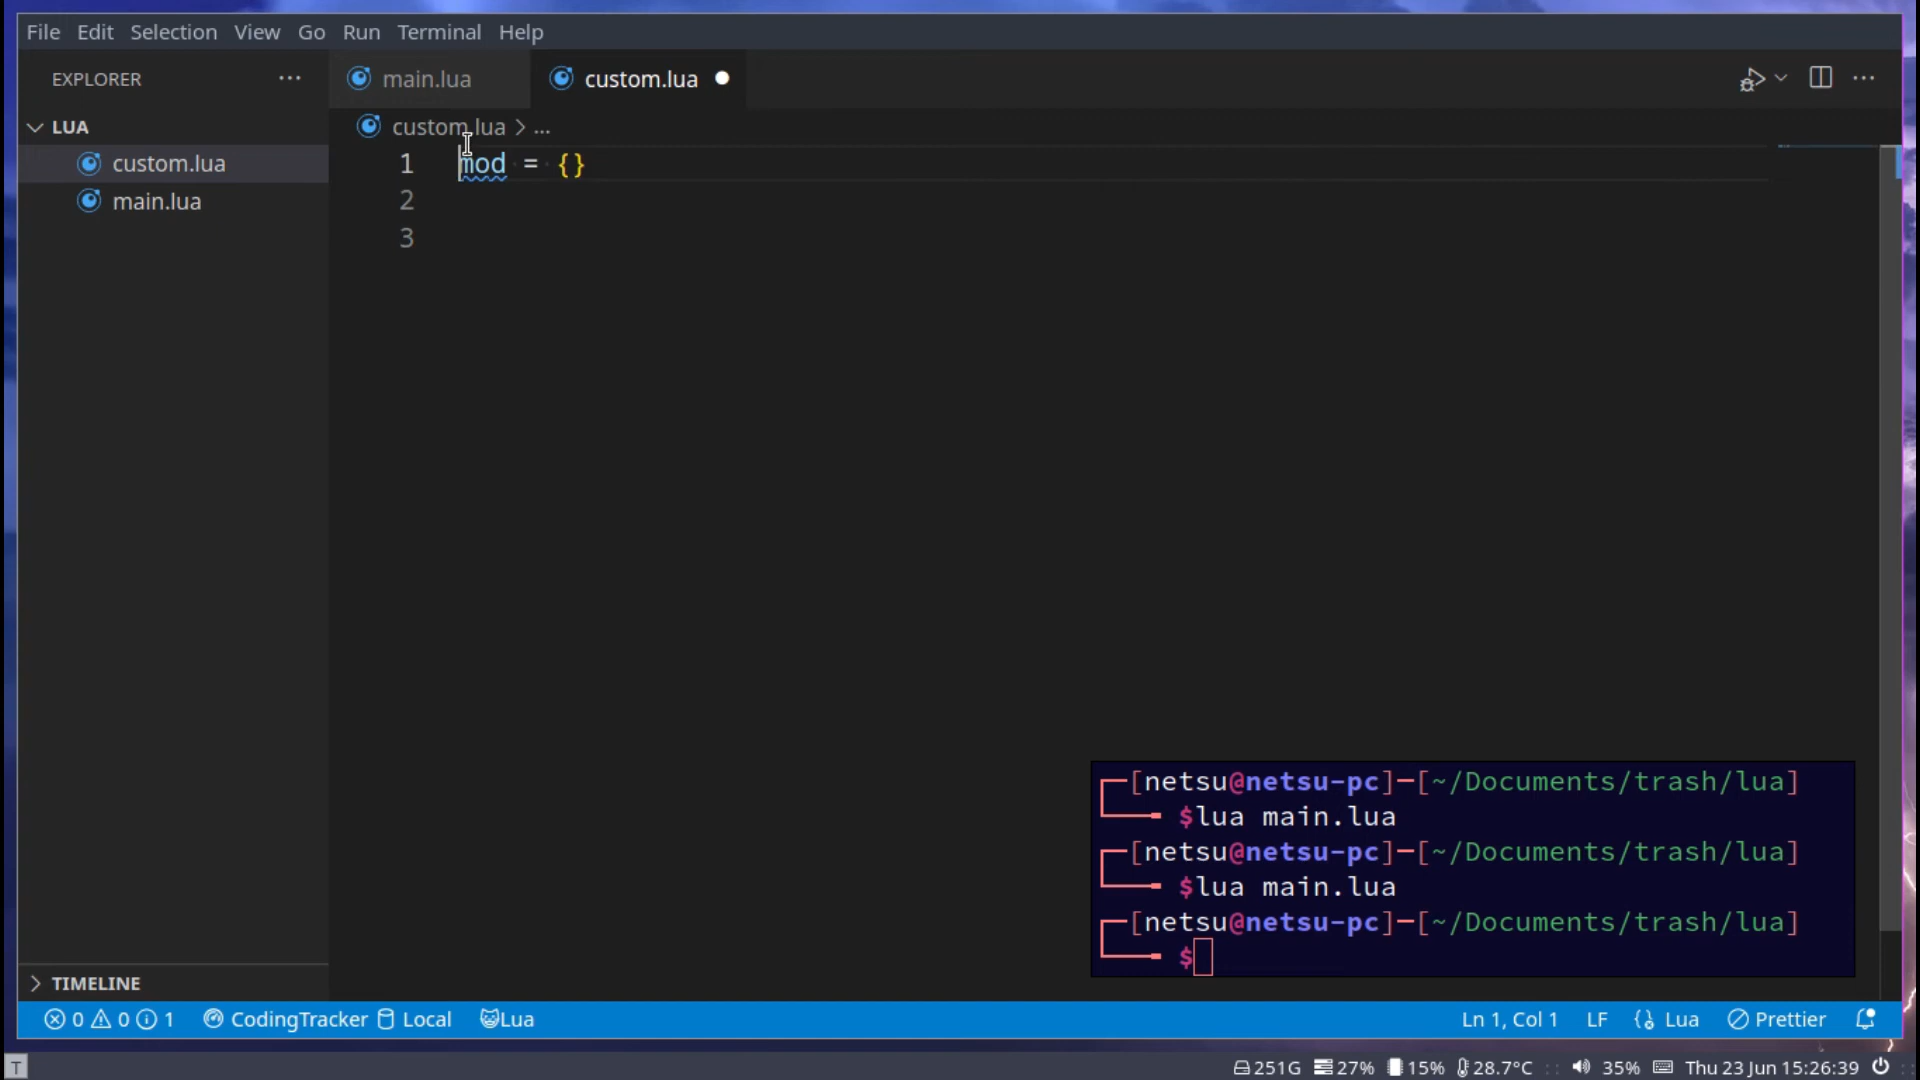 File Edit Selection View Go Run Terminal Help
EXPLORER ...
main.lua custom.lua
LUA
custom.lua > ...
custom.lua
main.lua
1 mod = {}
2
3
[netsu@netsu-pc]-[~/Documents/trash/lua]
$lua main.lua
[netsu@netsu-pc]-[~/Documents/trash/lua]
$lua main.lua
[netsu@netsu-pc]-[~/Documents/trash/lua]
$
TIMELINE
0 0 1 CodingTracker Local Lua Ln 1, Col 1 LF Lua Prettier
T 251G 27% 15% 28.7°C 35% Thu 23 Jun 15:26:39